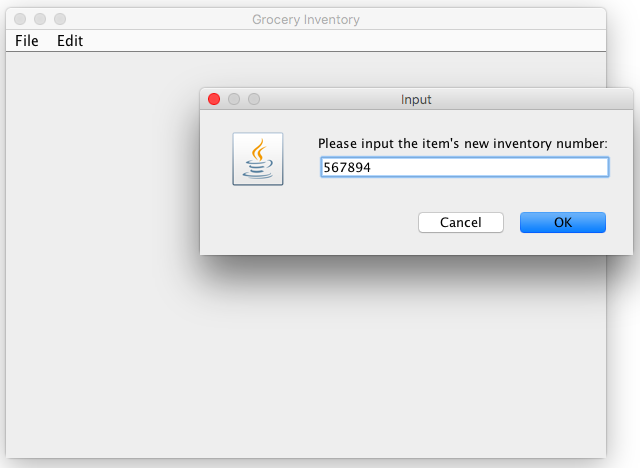 Grocery Inventory
File Edit
Input
Please input the item's new inventory number:
567894
Cancel OK